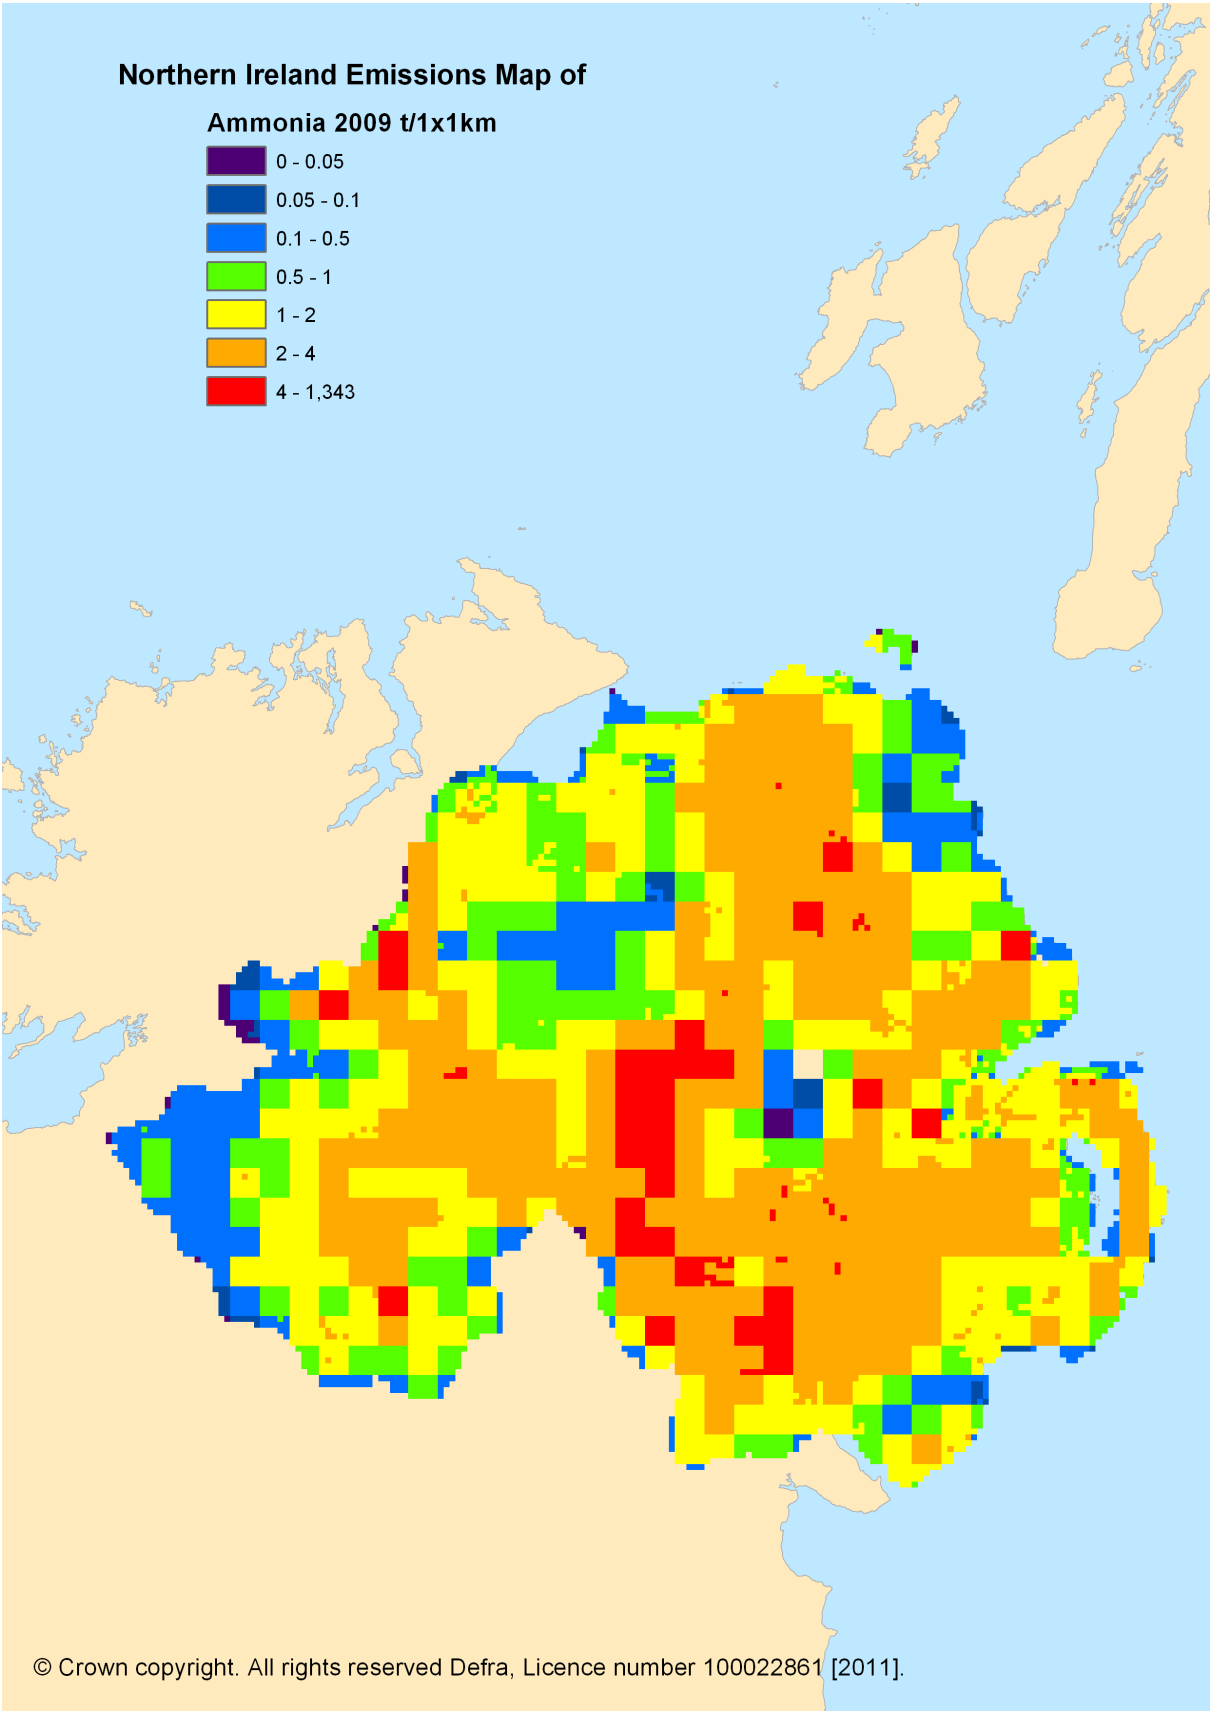 Northern Ireland Emissions Map of
Ammonia 2009 t/1x1km
0 - 0.05
0.05 - 0.1
0.1 - 0.5
0.5 - 1
1 - 2
2 - 4
4 - 1,343
© Crown copyright. All rights reserved Defra, Licence number 100022861 [2011].